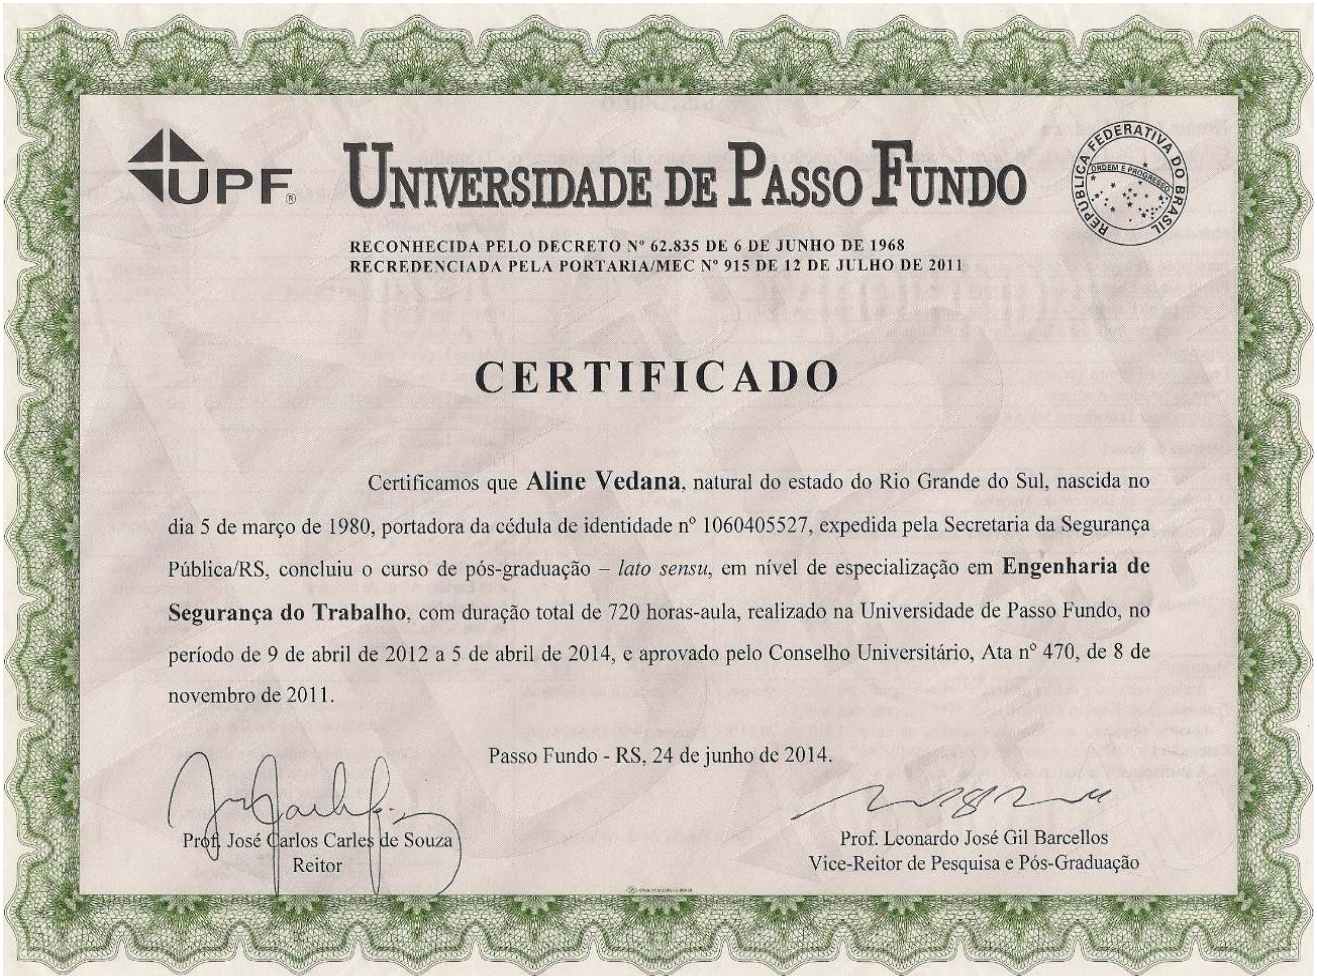 UPF®
UNIVERSIDADE DE PASSO FUNDO
REPÚBLICA FEDERATIVA DO BRASIL
ORDEM E PROGRESSO
RECONHECIDA PELO DECRETO Nº 62.835 DE 6 DE JUNHO DE 1968
RECREDENCIADA PELA PORTARIA/MEC Nº 915 DE 12 DE JULHO DE 2011
CERTIFICADO
Certificamos que Aline Vedana, natural do estado do Rio Grande do Sul, nascida no
dia 5 de março de 1980, portadora da cédula de identidade nº 1060405527, expedida pela Secretaria da Segurança
Pública/RS, concluiu o curso de pós-graduação – lato sensu, em nível de especialização em Engenharia de
Segurança do Trabalho, com duração total de 720 horas-aula, realizado na Universidade de Passo Fundo, no
período de 9 de abril de 2012 a 5 de abril de 2014, e aprovado pelo Conselho Universitário, Ata nº 470, de 8 de
novembro de 2011.
Passo Fundo - RS, 24 de junho de 2014.
Prof. José Carlos Carles de Souza
Reitor
Prof. Leonardo José Gil Barcellos
Vice-Reitor de Pesquisa e Pós-Graduação